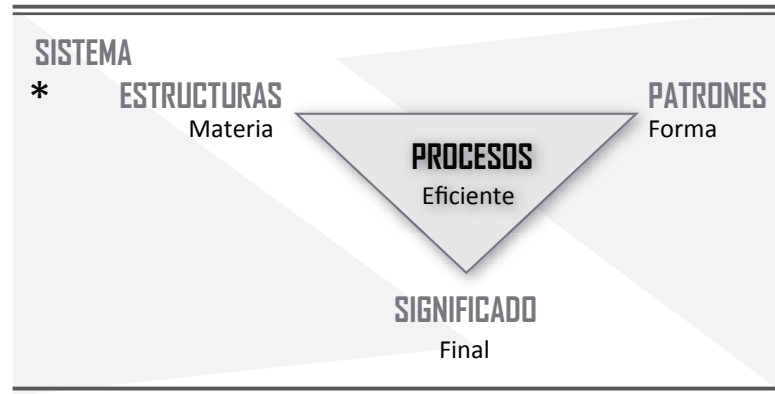 SISTEMA
* ESTRUCTURAS
Materia
PATRONES
Forma
PROCESOS
Eficiente
SIGNIFICADO
Final